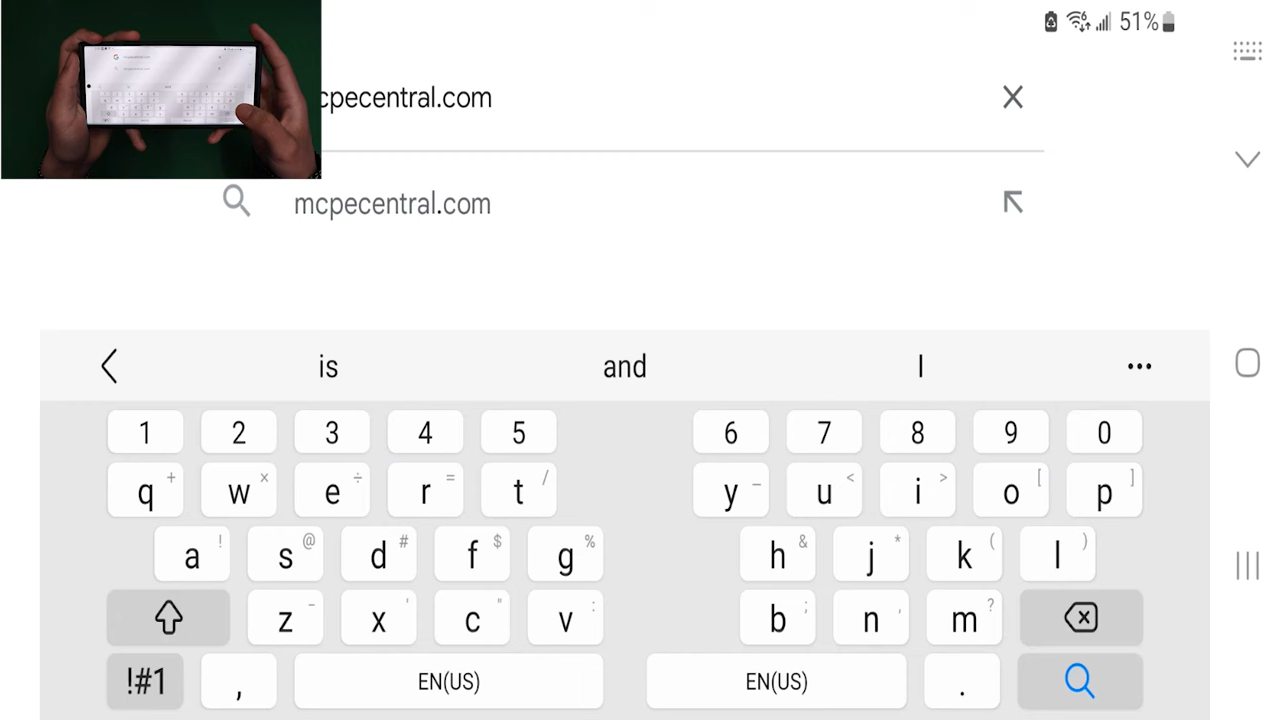 51%
cpecentral.com
mcpecentral.com
is and I
1 2 3 4 5 6 7 8 9 0
q + w × e ÷ r = t / y _ u < i > o [ p ]
a ! s @ d # f $ g % h & j * k ( l )
z - x ' c " v : b ; n , m ?
!#1 , EN(US) EN(US) .